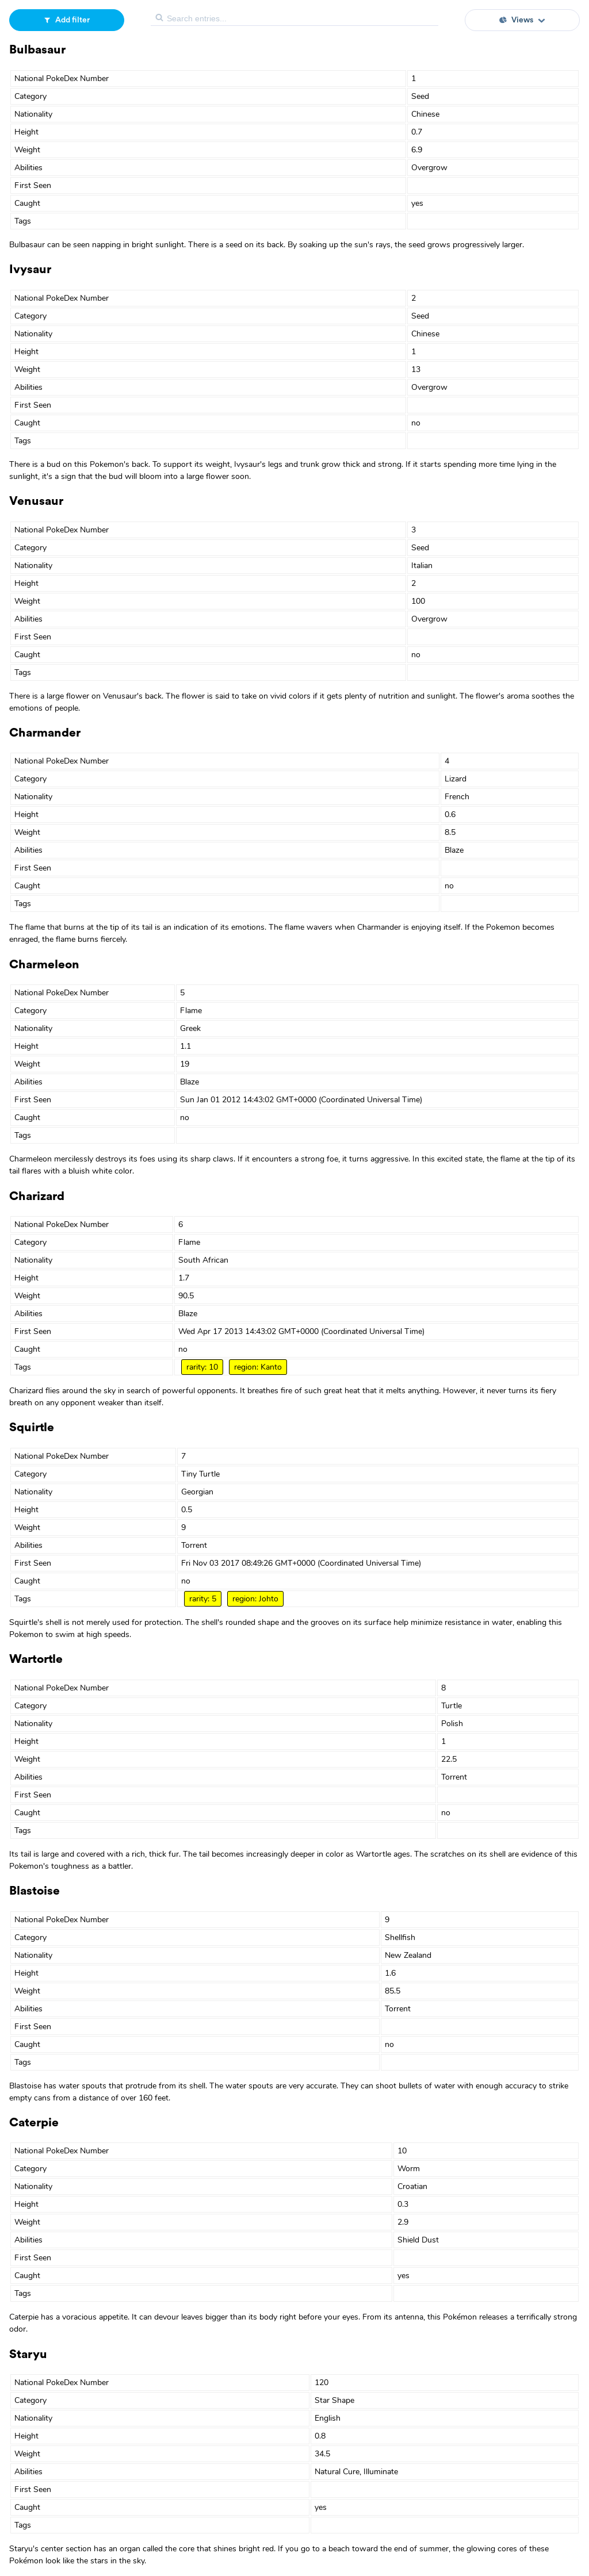 Add filter
Search entries...
Views
Bulbasaur
National PokeDex Number 1
Category Seed
Nationality Chinese
Height 0.7
Weight 6.9
Abilities Overgrow
First Seen
Caught yes
Tags
Bulbasaur can be seen napping in bright sunlight. There is a seed on its back. By soaking up the sun's rays, the seed grows progressively larger.
Ivysaur
National PokeDex Number 2
Category Seed
Nationality Chinese
Height 1
Weight 13
Abilities Overgrow
First Seen
Caught no
Tags
There is a bud on this Pokemon's back. To support its weight, Ivysaur's legs and trunk grow thick and strong. If it starts spending more time lying in the
sunlight, it's a sign that the bud will bloom into a large flower soon.
Venusaur
National PokeDex Number 3
Category Seed
Nationality Italian
Height 2
Weight 100
Abilities Overgrow
First Seen
Caught no
Tags
There is a large flower on Venusaur's back. The flower is said to take on vivid colors if it gets plenty of nutrition and sunlight. The flower's aroma soothes the
emotions of people.
Charmander
National PokeDex Number 4
Category Lizard
Nationality French
Height 0.6
Weight 8.5
Abilities Blaze
First Seen
Caught no
Tags
The flame that burns at the tip of its tail is an indication of its emotions. The flame wavers when Charmander is enjoying itself. If the Pokemon becomes
enraged, the flame burns fiercely.
Charmeleon
National PokeDex Number 5
Category Flame
Nationality Greek
Height 1.1
Weight 19
Abilities Blaze
First Seen Sun Jan 01 2012 14:43:02 GMT+0000 (Coordinated Universal Time)
Caught no
Tags
Charmeleon mercilessly destroys its foes using its sharp claws. If it encounters a strong foe, it turns aggressive. In this excited state, the flame at the tip of its
tail flares with a bluish white color.
Charizard
National PokeDex Number 6
Category Flame
Nationality South African
Height 1.7
Weight 90.5
Abilities Blaze
First Seen Wed Apr 17 2013 14:43:02 GMT+0000 (Coordinated Universal Time)
Caught no
Tags rarity: 10 region: Kanto
Charizard flies around the sky in search of powerful opponents. It breathes fire of such great heat that it melts anything. However, it never turns its fiery
breath on any opponent weaker than itself.
Squirtle
National PokeDex Number 7
Category Tiny Turtle
Nationality Georgian
Height 0.5
Weight 9
Abilities Torrent
First Seen Fri Nov 03 2017 08:49:26 GMT+0000 (Coordinated Universal Time)
Caught no
Tags rarity: 5 region: Johto
Squirtle's shell is not merely used for protection. The shell's rounded shape and the grooves on its surface help minimize resistance in water, enabling this
Pokemon to swim at high speeds.
Wartortle
National PokeDex Number 8
Category Turtle
Nationality Polish
Height 1
Weight 22.5
Abilities Torrent
First Seen
Caught no
Tags
Its tail is large and covered with a rich, thick fur. The tail becomes increasingly deeper in color as Wartortle ages. The scratches on its shell are evidence of this
Pokemon's toughness as a battler.
Blastoise
National PokeDex Number 9
Category Shellfish
Nationality New Zealand
Height 1.6
Weight 85.5
Abilities Torrent
First Seen
Caught no
Tags
Blastoise has water spouts that protrude from its shell. The water spouts are very accurate. They can shoot bullets of water with enough accuracy to strike
empty cans from a distance of over 160 feet.
Caterpie
National PokeDex Number 10
Category Worm
Nationality Croatian
Height 0.3
Weight 2.9
Abilities Shield Dust
First Seen
Caught yes
Tags
Caterpie has a voracious appetite. It can devour leaves bigger than its body right before your eyes. From its antenna, this Pokémon releases a terrifically strong
odor.
Staryu
National PokeDex Number 120
Category Star Shape
Nationality English
Height 0.8
Weight 34.5
Abilities Natural Cure, Illuminate
First Seen
Caught yes
Tags
Staryu's center section has an organ called the core that shines bright red. If you go to a beach toward the end of summer, the glowing cores of these
Pokémon look like the stars in the sky.